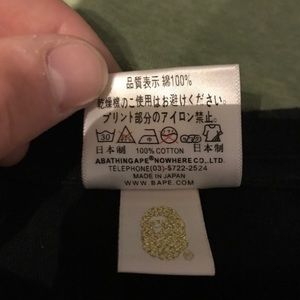 品質表示 綿100%
乾燥機のご使用はお避けください。
プリント部分のアイロン禁止。
日本制 100% COTTON 日本制
ABATHINGAPE®NOWHERE CO.,LTD.
TELEPHONE(03)-5722-2524
MADE IN JAPAN
WWW.BAPE.COM